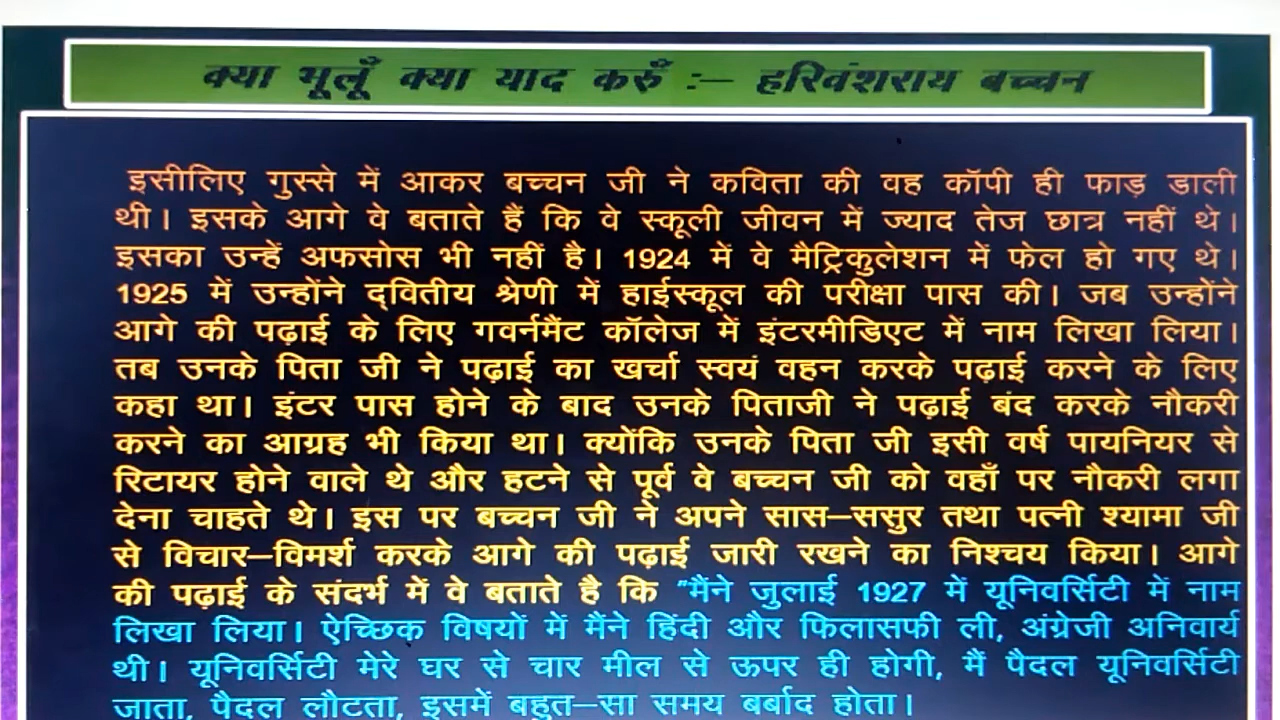 क्या भूलूँ क्या याद करुँ :– हरिवंशराय बच्चन
इसीलिए गुस्से में आकर बच्चन जी ने कविता की वह कॉपी ही फाड़ डाली
थी। इसके आगे वे बताते हैं कि वे स्कूली जीवन में ज्याद तेज छात्र नहीं थे।
इसका उन्हें अफसोस भी नहीं है। 1924 में वे मैट्रिकुलेशन में फेल हो गए थे।
1925 में उन्होंने द्वितीय श्रेणी में हाईस्कूल की परीक्षा पास की। जब उन्होंने
आगे की पढ़ाई के लिए गवर्नमैंट कॉलेज में इंटरमीडिएट में नाम लिखा लिया।
तब उनके पिता जी ने पढ़ाई का खर्चा स्वयं वहन करके पढ़ाई करने के लिए
कहा था। इंटर पास होने के बाद उनके पिताजी ने पढ़ाई बंद करके नौकरी
करने का आग्रह भी किया था। क्योंकि उनके पिता जी इसी वर्ष पायनियर से
रिटायर होने वाले थे और हटने से पूर्व वे बच्चन जी को वहाँ पर नौकरी लगा
देना चाहते थे। इस पर बच्चन जी ने अपने सास–ससुर तथा पत्नी श्यामा जी
से विचार–विमर्श करके आगे की पढ़ाई जारी रखने का निश्चय किया। आगे
की पढ़ाई के संदर्भ में वे बताते है कि "मैंने जुलाई 1927 में यूनिवर्सिटी में नाम
लिखा लिया। ऐच्छिक विषयों में मैंने हिंदी और फिलासफी ली, अंग्रेजी अनिवार्य
थी। यूनिवर्सिटी मेरे घर से चार मील से ऊपर ही होगी, मैं पैदल यूनिवर्सिटी
जाता, पैदल लौटता, इसमें बहुत–सा समय बर्बाद होता।